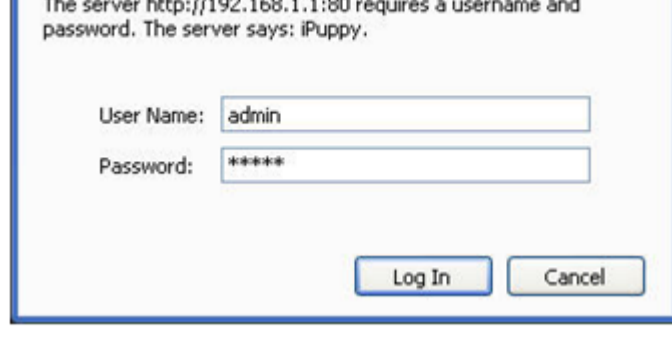 The server http://192.168.1.1:80 requires a username and
password. The server says: iPuppy.
User Name: admin
Password: *****
Log In Cancel